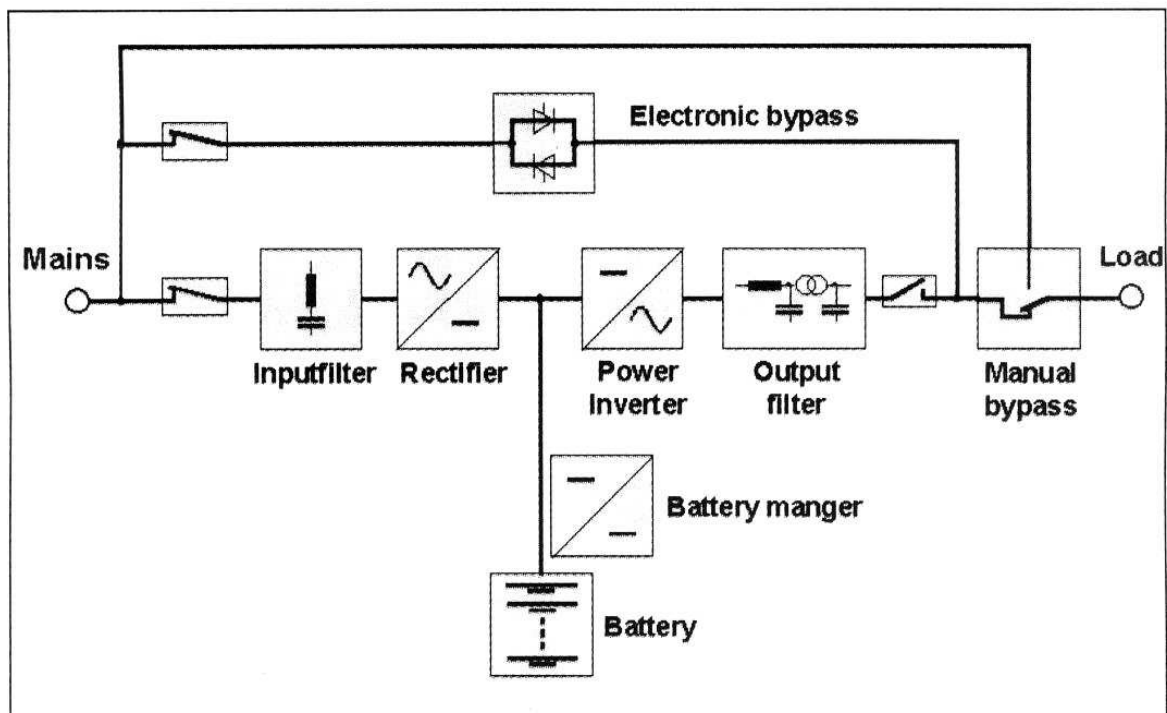 Electronic bypass
Mains
Load
Inputfilter
Rectifier
Power
Inverter
Output
filter
Manual
bypass
Battery manger
Battery